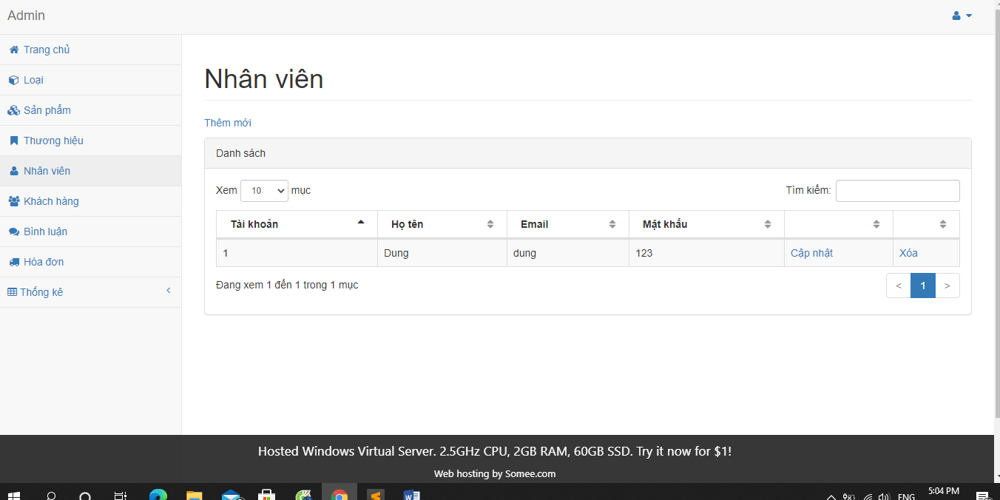 Admin
Trang chủ
Loại
Sản phẩm
Thương hiệu
Nhân viên
Khách hàng
Bình luận
Hóa đơn
Thống kê
Nhân viên
Thêm mới
Danh sách
Xem 10 mục Tìm kiếm:
Tài khoản Họ tên Email Mật khẩu
1 Dung dung 123 Cập nhật Xóa
Đang xem 1 đến 1 trong 1 mục < 1 >
Hosted Windows Virtual Server. 2.5GHz CPU, 2GB RAM, 60GB SSD. Try it now for $1!
Web hosting by Somee.com
ENG 5:04 PM